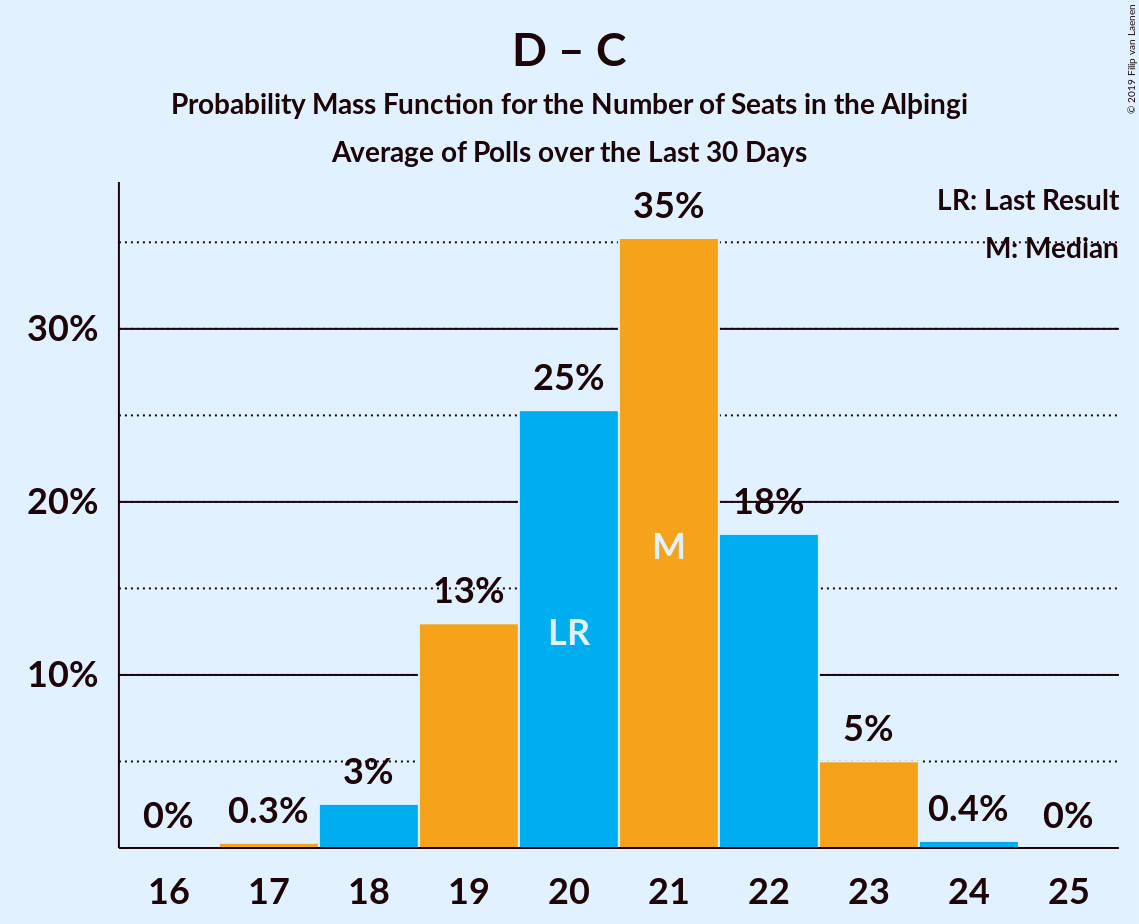 D – C
Probability Mass Function for the Number of Seats in the Alþingi
Average of Polls over the Last 30 Days
© 2019 Filip van Laenen
LR: Last Result
M: Median
30%
20%
10%
0%
0.3%
3%
13%
25%
35%
18%
5%
0.4%
0%
LR
M
16 17 18 19 20 21 22 23 24 25